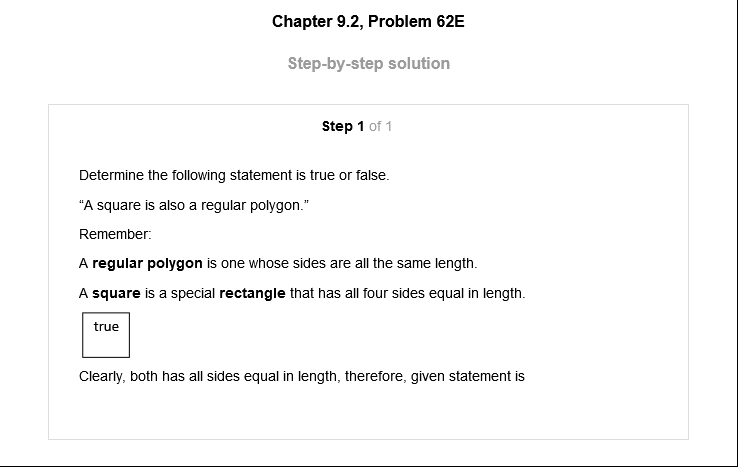 Chapter 9.2, Problem 62E
Step-by-step solution
Step 1 of 1
Determine the following statement is true or false.
“A square is also a regular polygon.”
Remember:
A regular polygon is one whose sides are all the same length.
A square is a special rectangle that has all four sides equal in length.
true
Clearly, both has all sides equal in length, therefore, given statement is